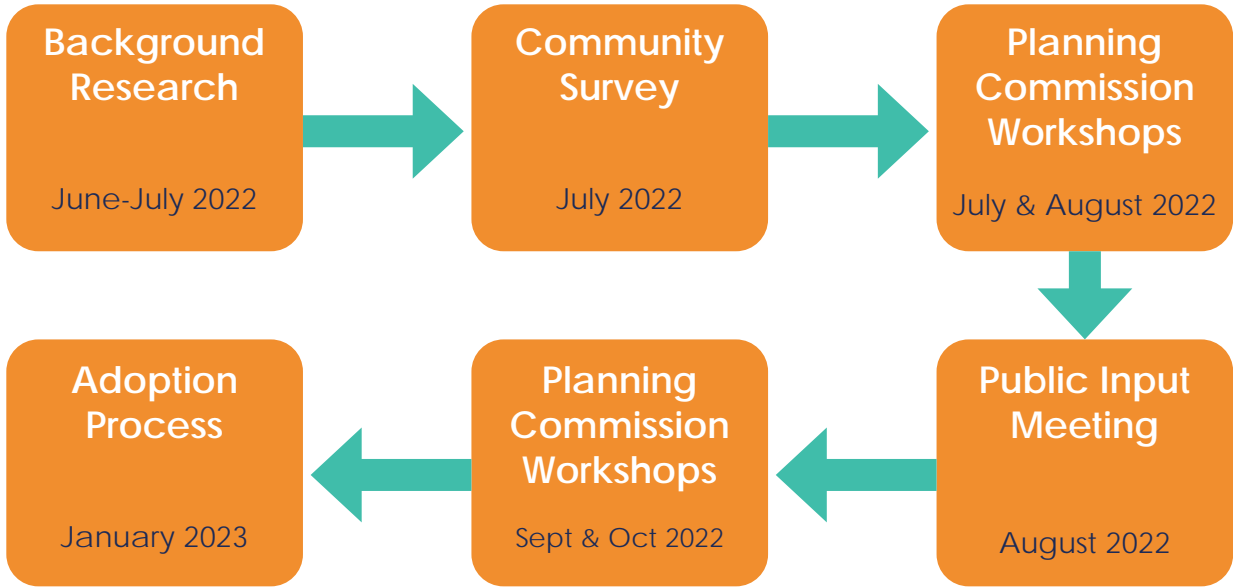 Background
Research
June-July 2022
Community
Survey
July 2022
Planning
Commission
Workshops
July & August 2022
Public Input
Meeting
August 2022
Planning
Commission
Workshops
Sept & Oct 2022
Adoption
Process
January 2023